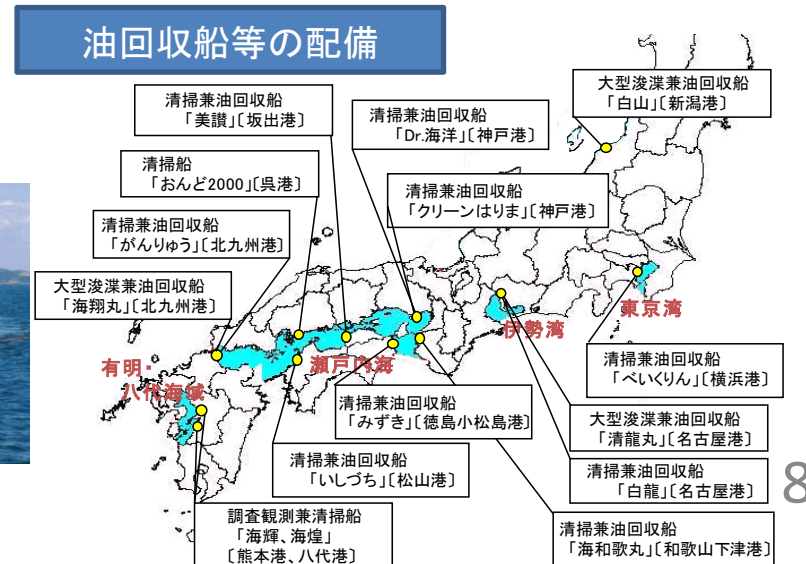 油回収船等の配備
大型浚渫兼油回収船
「白山」〔新潟港〕
清掃兼油回収船
「美讃」〔坂出港〕
清掃兼油回収船
「Dr.海洋」〔神戸港〕
清掃船
「おんど2000」〔呉港〕
清掃兼油回収船
「クリーンはりま」〔神戸港〕
清掃兼油回収船
「がんりゅう」〔北九州港〕
大型浚渫兼油回収船
「海翔丸」〔北九州港〕
東京湾
伊勢湾
瀬戸内海
有明・
八代海域
清掃兼油回収船
「べいくりん」〔横浜港〕
清掃兼油回収船
「みずき」〔徳島小松島港〕
大型浚渫兼油回収船
「清龍丸」〔名古屋港〕
清掃兼油回収船
「いしづち」〔松山港〕
清掃兼油回収船
「白龍」〔名古屋港〕
調査観測兼清掃船
「海輝、海煌」
〔熊本港、八代港〕
清掃兼油回収船
「海和歌丸」〔和歌山下津港〕
8